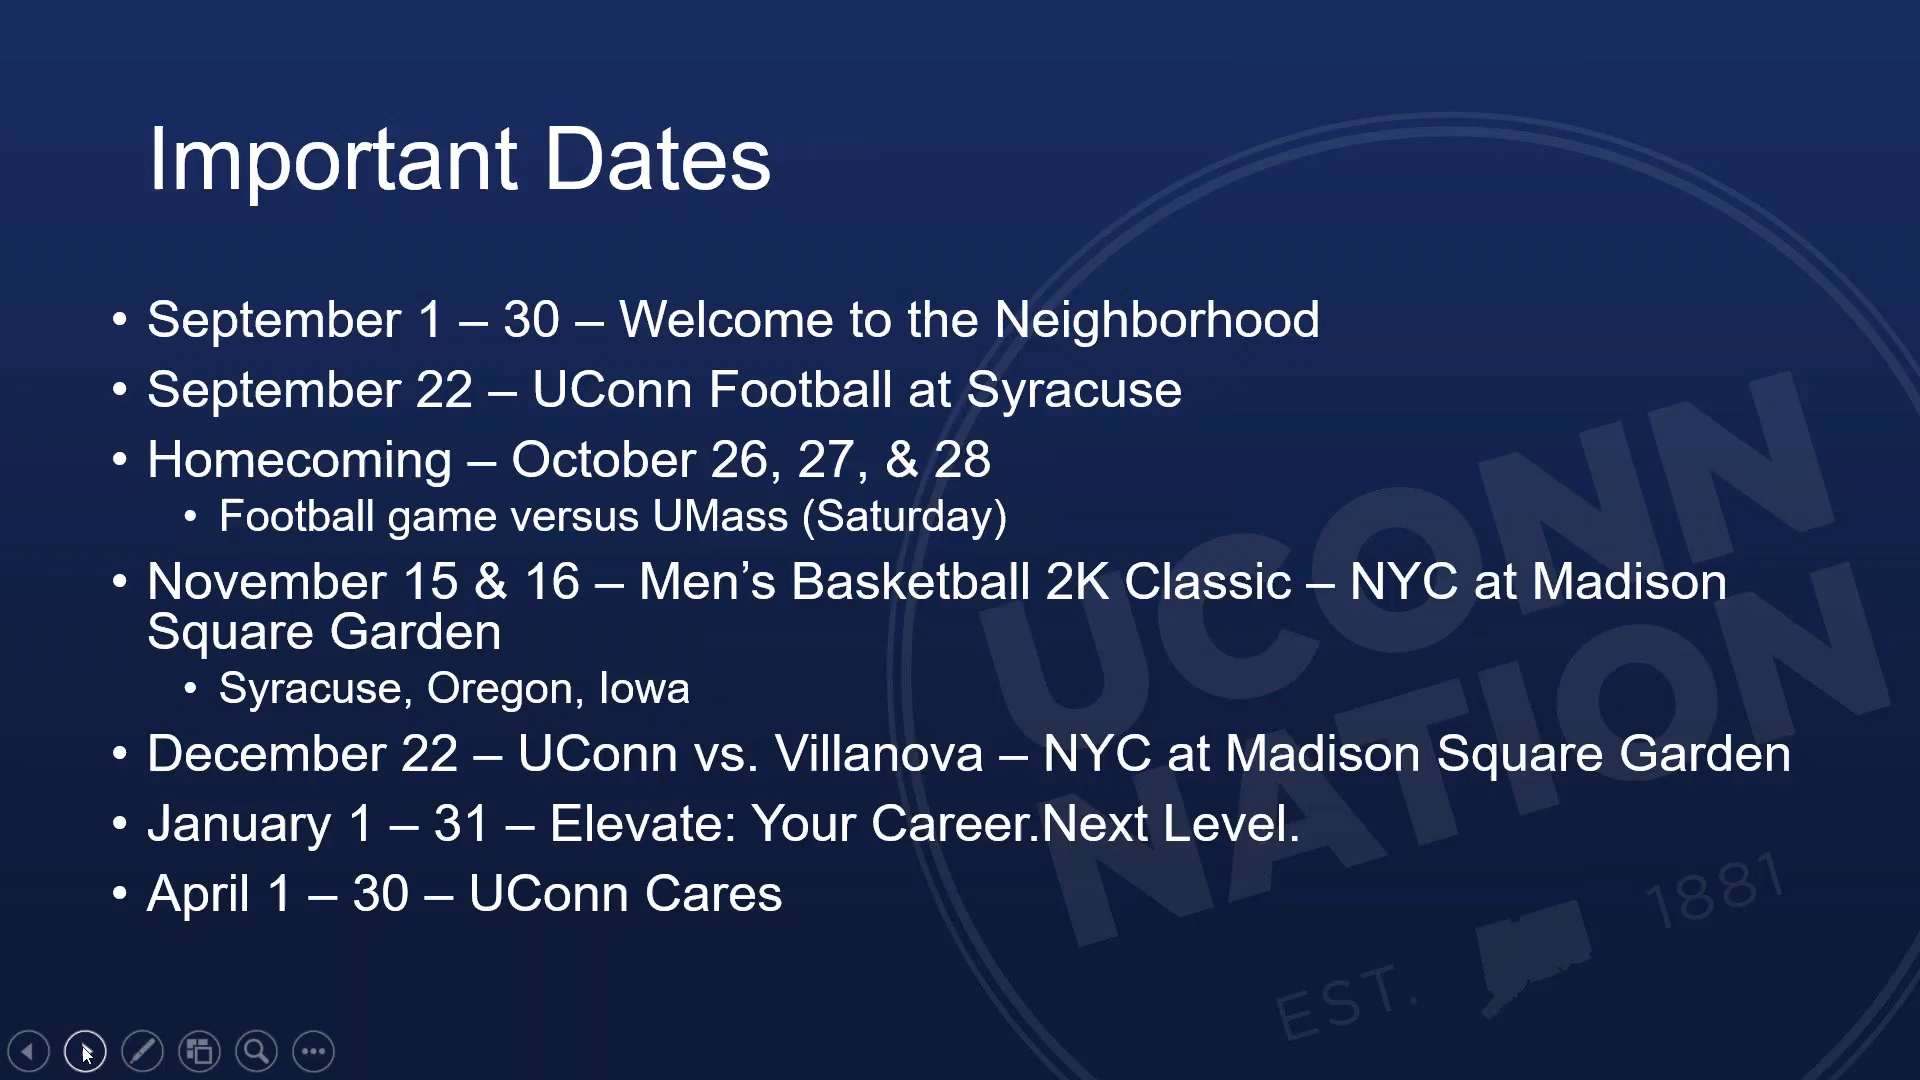 Important Dates
• September 1 – 30 – Welcome to the Neighborhood
• September 22 – UConn Football at Syracuse
• Homecoming – October 26, 27, & 28
• Football game versus UMass (Saturday)
• November 15 & 16 – Men’s Basketball 2K Classic – NYC at Madison
Square Garden
• Syracuse, Oregon, Iowa
• December 22 – UConn vs. Villanova – NYC at Madison Square Garden
• January 1 – 31 – Elevate: Your Career.Next Level.
• April 1 – 30 – UConn Cares
UCONN
NATION
EST. 1881